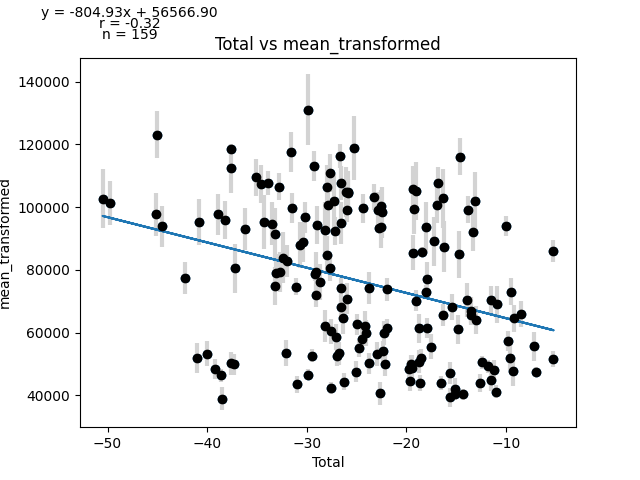 y = -804.93x + 56566.90
r = -0.32
n = 159
Total vs mean_transformed
mean_transformed
140000
120000
100000
80000
60000
40000
−50
−40
−30
−20
−10
Total